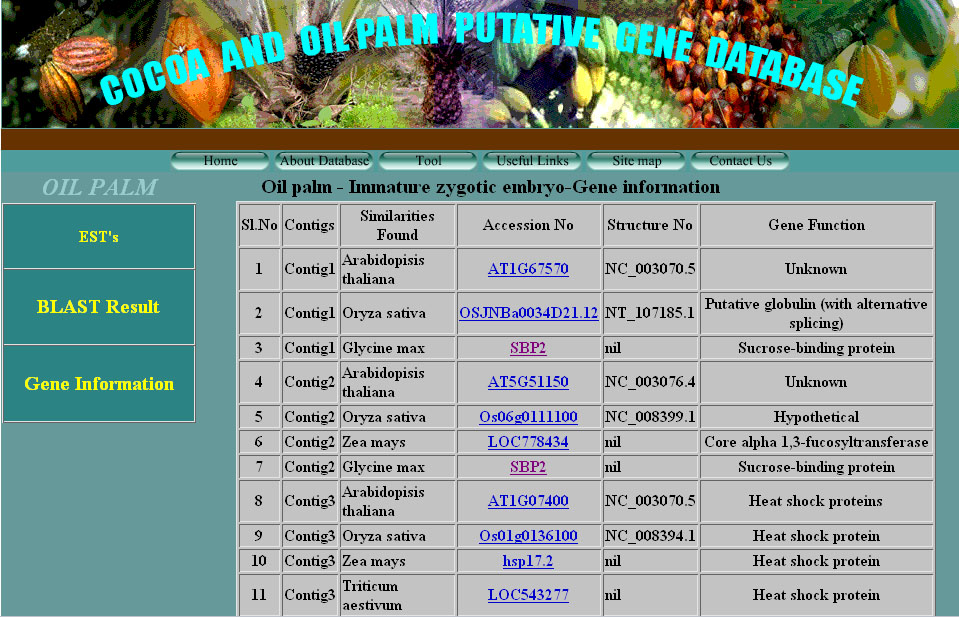 COCOA AND OIL PALM PUTATIVE GENE DATABASE
Home About Database Tool Useful Links Site map Contact Us
OIL PALM
EST's
BLAST Result
Gene Information
Oil palm - Immature zygotic embryo-Gene information
Sl.No Contigs Similarities Found Accession No Structure No Gene Function
1 Contig1 Arabidopisis thaliana AT1G67570 NC_003070.5 Unknown
2 Contig1 Oryza sativa OSJNBa0034D21.12 NT_107185.1 Putative globulin (with alternative splicing)
3 Contig1 Glycine max SBP2 nil Sucrose-binding protein
4 Contig2 Arabidopisis thaliana AT5G51150 NC_003076.4 Unknown
5 Contig2 Oryza sativa Os06g0111100 NC_008399.1 Hypothetical
6 Contig2 Zea mays LOC778434 nil Core alpha 1,3-fucosyltransferase
7 Contig2 Glycine max SBP2 nil Sucrose-binding protein
8 Contig3 Arabidopisis thaliana AT1G07400 NC_003070.5 Heat shock proteins
9 Contig3 Oryza sativa Os01g0136100 NC_008394.1 Heat shock protein
10 Contig3 Zea mays hsp17.2 nil Heat shock protein
11 Contig3 Triticum aestivum LOC543277 nil Heat shock protein